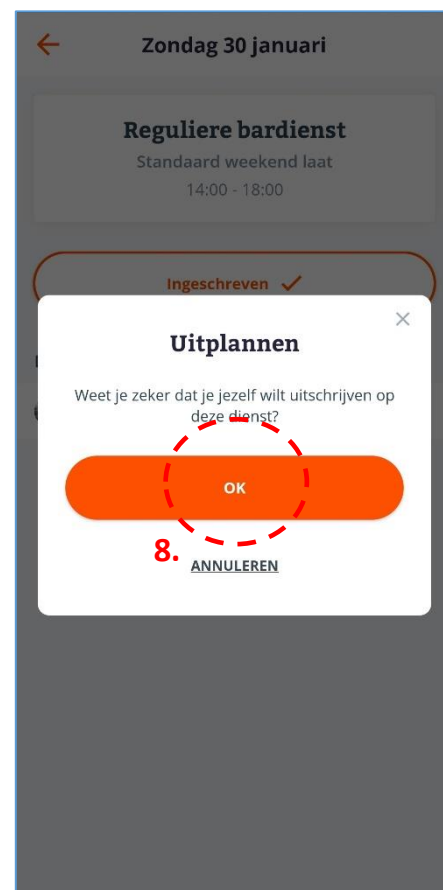 Zondag 30 januari
Reguliere bardienst
Standaard weekend laat
14:00 - 18:00
Ingeschreven
Uitplannen
Weet je zeker dat je jezelf wilt uitschrijven op
deze dienst?
OK
8.
ANNULEREN